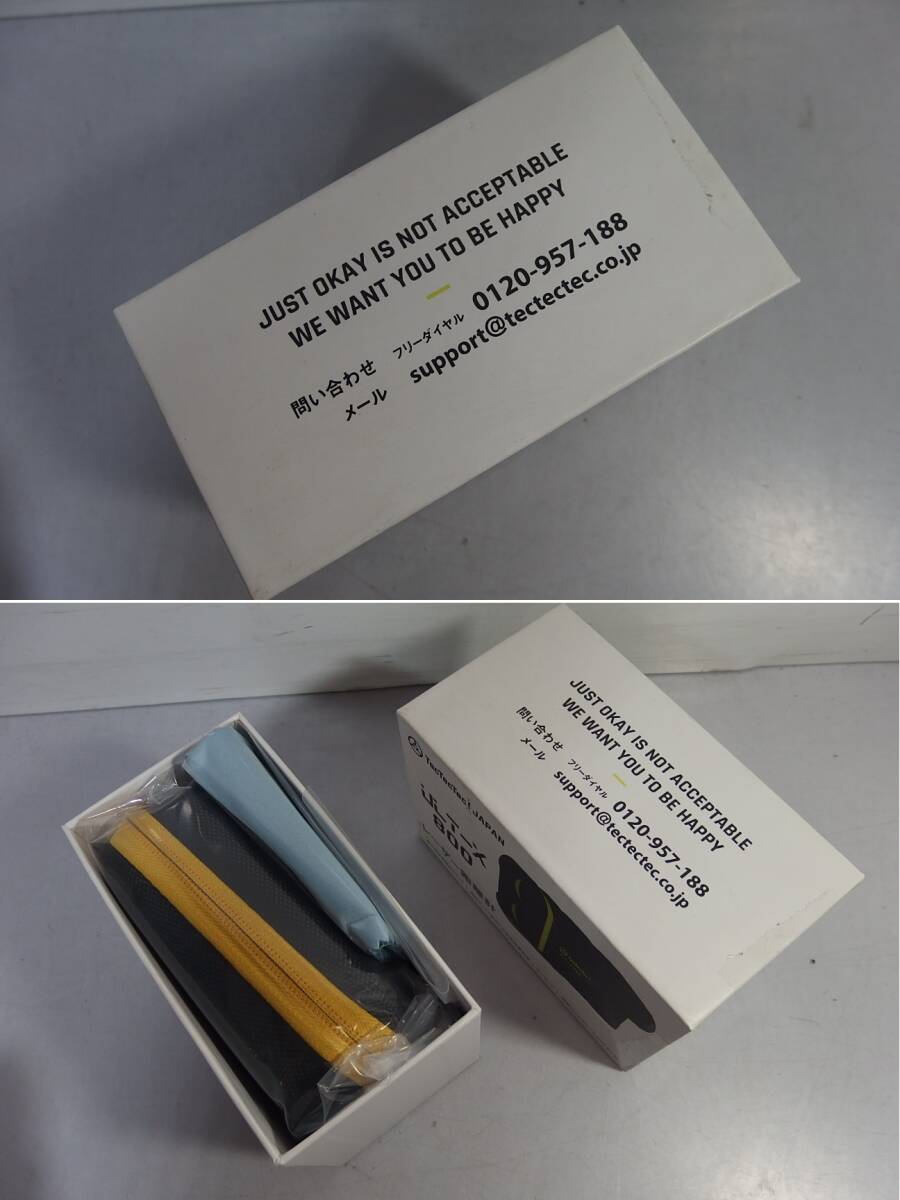 JUST OKAY IS NOT ACCEPTABLE
WE WANT YOU TO BE HAPPY
問い合わせ フリーダイヤル 0120-957-188
メール support@tectectec.co.jp
JUST OKAY IS NOT ACCEPTABLE
WE WANT YOU TO BE HAPPY
問い合わせ フリーダイヤル 0120-957-188
メール support@tectectec.co.jp
TecTecTec! JAPAN
800